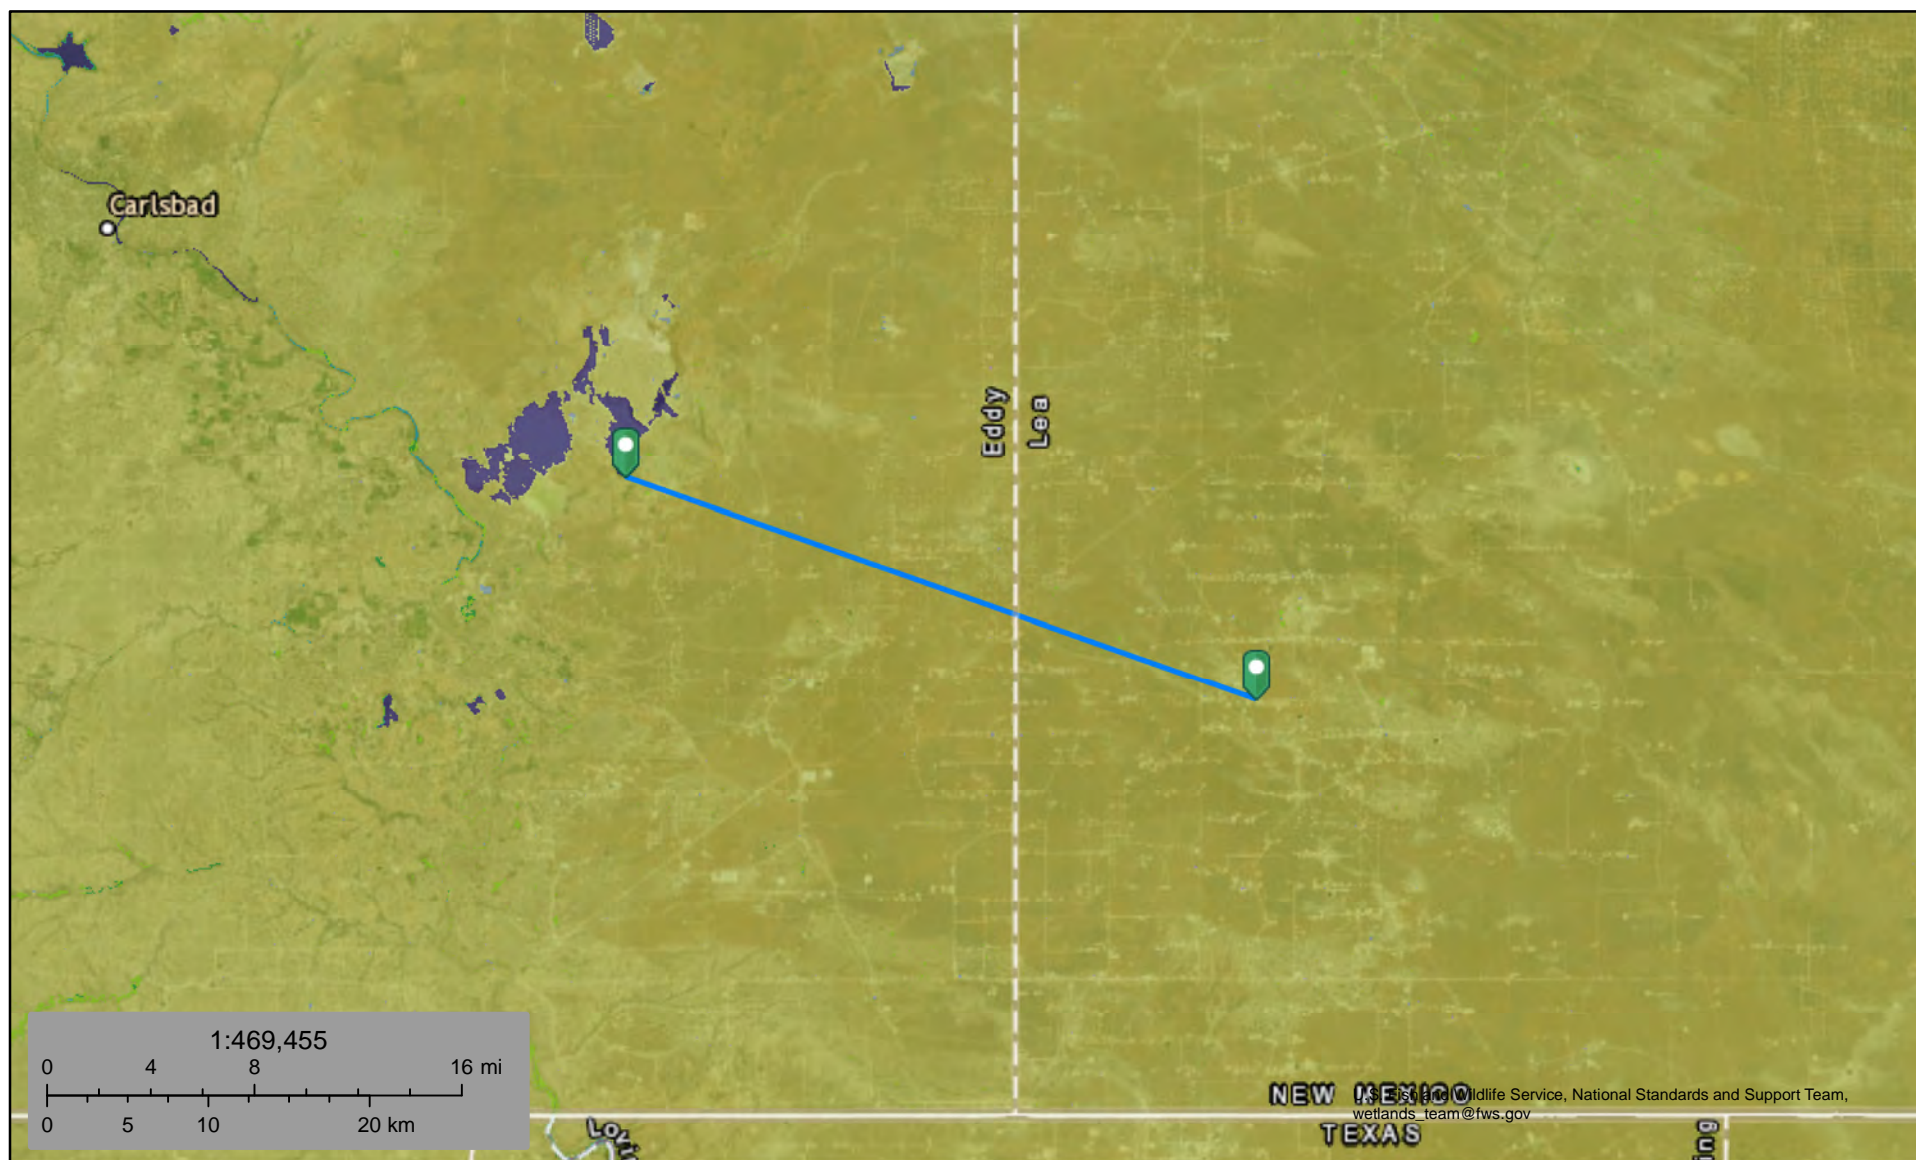 Carlsbad
Eddy
Lea
1:469,455
0 4 8 16 mi
0 5 10 20 km
NEW MEXICO
U.S. Fish and Wildlife Service, National Standards and Support Team,
wetlands_team@fws.gov
TEXAS